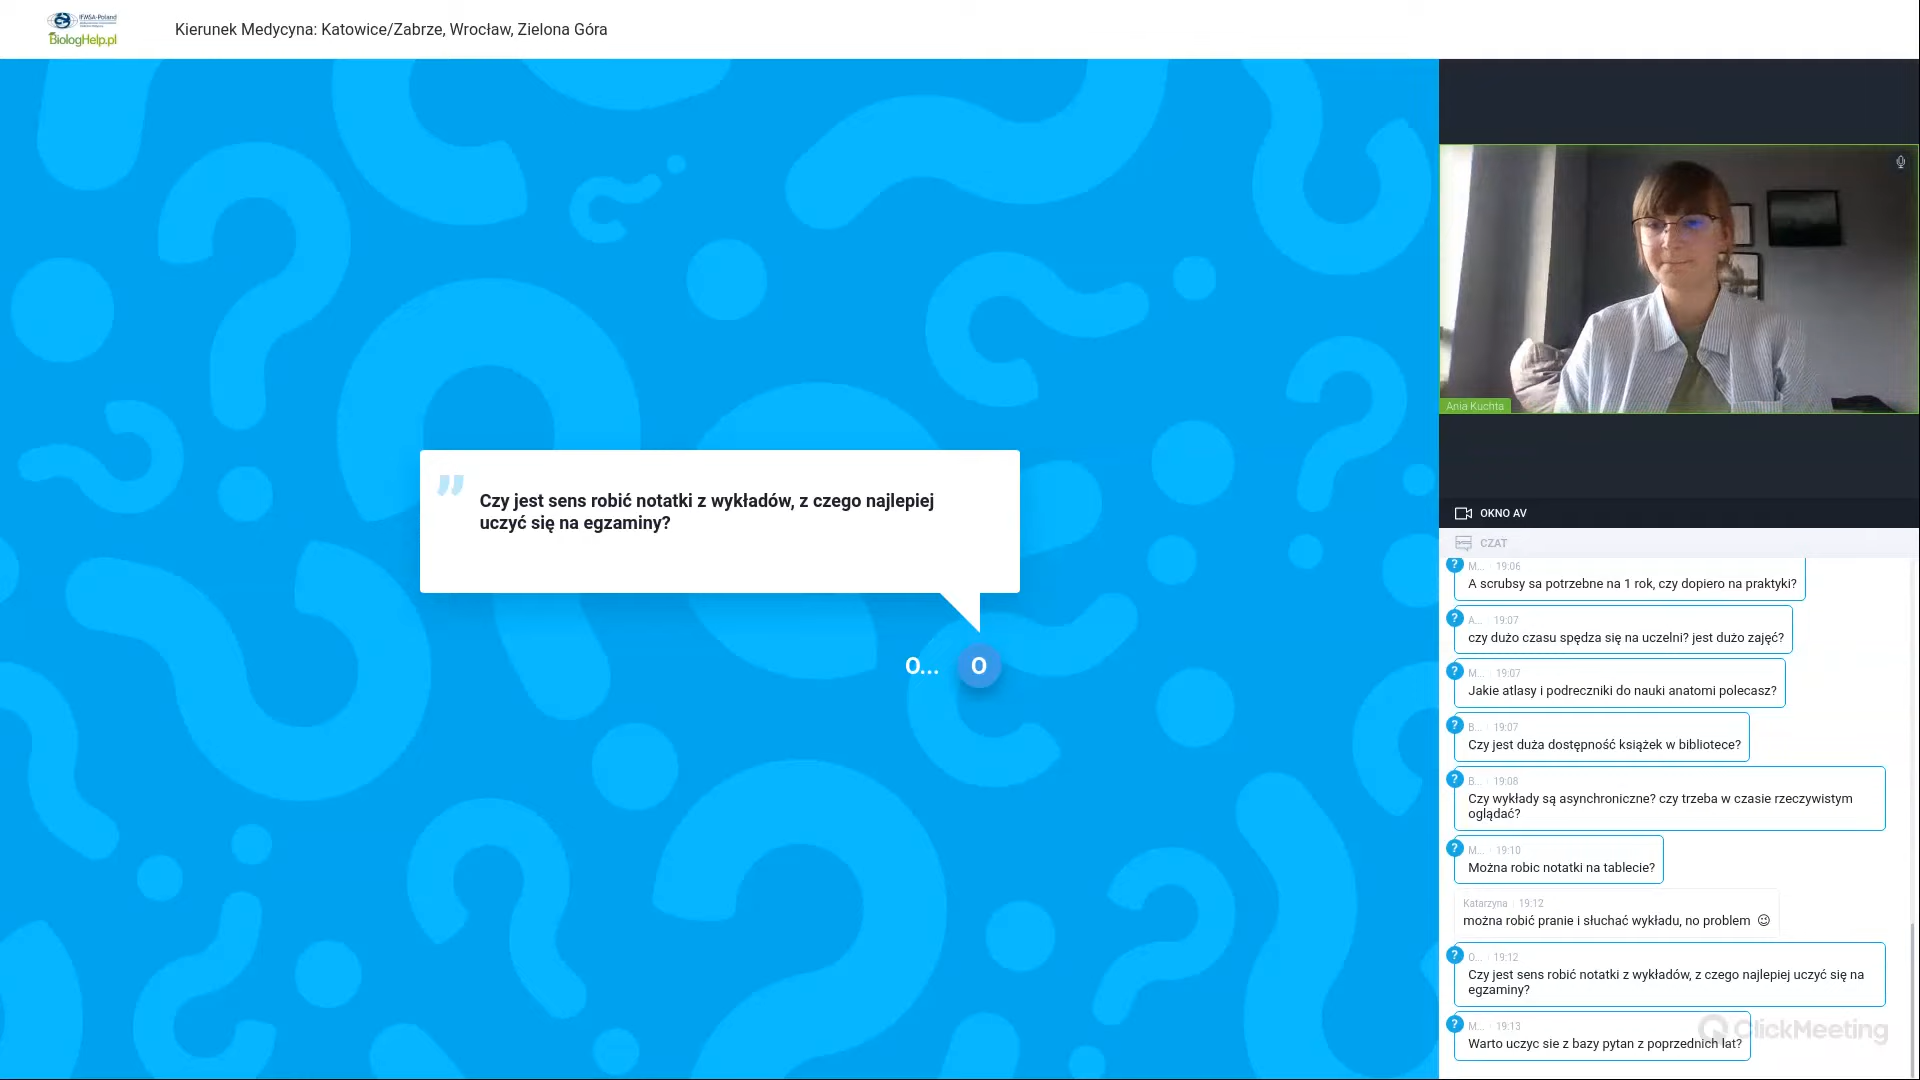 IFMSA-Poland
BiologHelp.pl
Kierunek Medycyna: Katowice/Zabrze, Wrocław, Zielona Góra
Czy jest sens robić notatki z wykładów, z czego najlepiej
uczyć się na egzaminy?
O... O
Ania Kuchta
OKNO AV
CZAT
? M... 19:06
A scrubsy sa potrzebne na 1 rok, czy dopiero na praktyki?
? A... 19:07
czy dużo czasu spędza się na uczelni? jest dużo zajęć?
? M... 19:07
Jakie atlasy i podreczniki do nauki anatomi polecasz?
? B... 19:07
Czy jest duża dostępność książek w bibliotece?
? B... 19:08
Czy wykłady są asynchroniczne? czy trzeba w czasie rzeczywistym
oglądać?
? M... 19:10
Można robic notatki na tablecie?
Katarzyna 19:12
można robić pranie i słuchać wykładu, no problem 😉
? O... 19:12
Czy jest sens robić notatki z wykładów, z czego najlepiej uczyć się na
egzaminy?
? M... 19:13
Warto uczyc sie z bazy pytan z poprzednich lat?
ClickMeeting